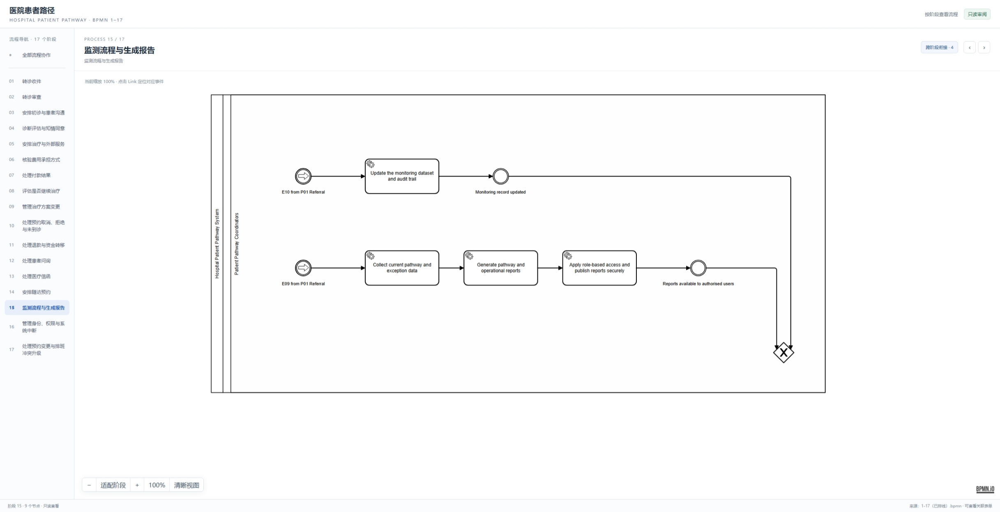 医院患者路径
HOSPITAL PATIENT PATHWAY · BPMN 1–17
按阶段查看流程
只读审阅
流程导航 · 17 个阶段
全部流程协作
01 转诊收件
02 转诊审查
03 安排初诊与患者沟通
04 诊断评估与知情同意
05 安排治疗与外部服务
06 核验费用承担方式
07 处理付款结果
08 评估是否继续治疗
09 管理治疗方案变更
10 处理预约取消、拒绝
与未到诊
11 处理退款与资金转移
12 处理患者问询
13 处理医疗信函
14 安排随访预约
15 监测流程与生成报告
16 管理身份、权限与系
统中断
17 处理预约变更与排班
冲突升级
PROCESS 15 / 17
监测流程与生成报告
监测流程与生成报告
跨阶段衔接 · 4
‹
›
当前缩放 100% · 点击 Link 定位对应事件
Hospital Patient Pathway System
Patient Pathway Coordinators
E10 from P01 Referral
Update the monitoring dataset
and audit trail
Monitoring record updated
E09 from P01 Referral
Collect current pathway and
exception data
Generate pathway and
operational reports
Apply role-based access and
publish reports securely
Reports available to authorised users
− 适配阶段 + 100% 清晰视图
BPMN.iO
阶段 15 · 9 个节点 · 只读查看
来源：1-17（已排线）.bpmn · 可查看关联表单